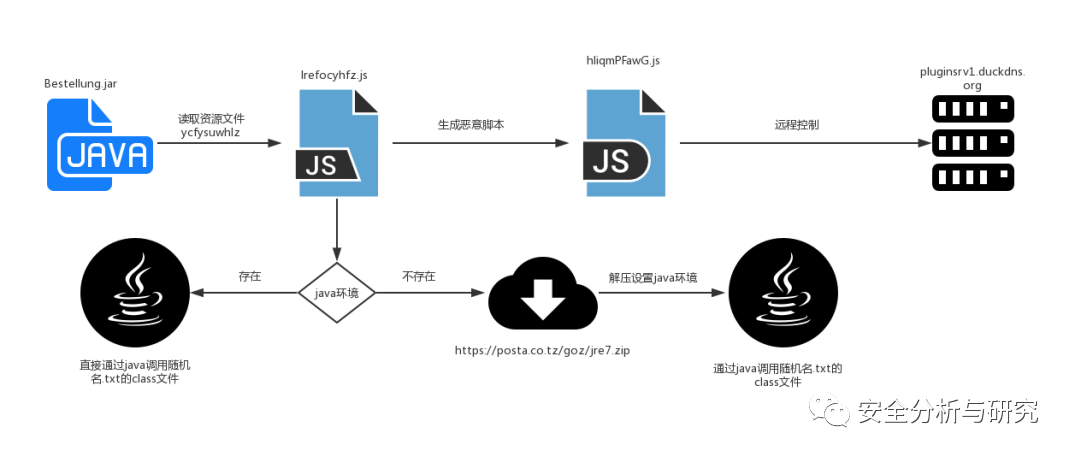 Bestellung.jar
JAVA
读取资源文件
ycfysuwhlz
lrefocyhfz.js
JS
生成恶意脚本
hliqmPFawG.js
JS
远程控制
pluginsrv1.duckdns.
org
存在
java环境
不存在
解压设置java环境
直接通过java调用随机
名.txt的class文件
https://posta.co.tz/goz/jre7.zip
通过java调用随机名.txt的
class文件
安全分析与研究